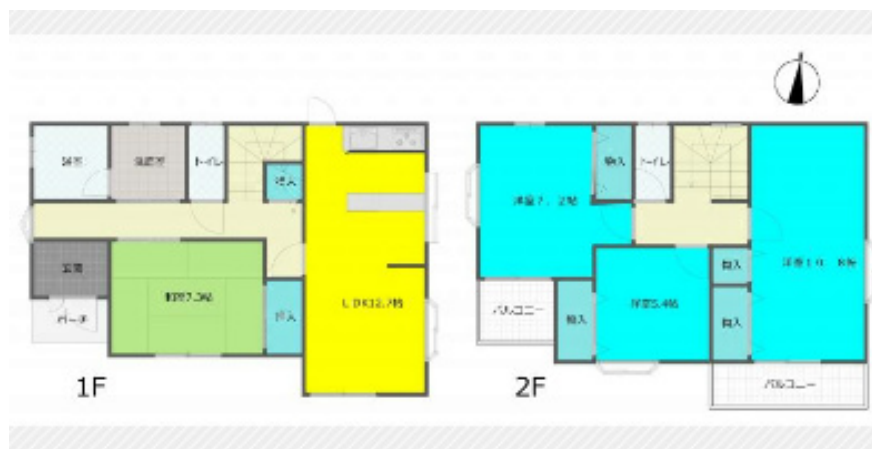 浴室
洗面室
トイレ
物入
玄関
ポーチ
和室7.3帖
押入
LDK12.7帖
1F
洋室7.2帖
物入
トイレ
洋室10.8帖
物入
洋室5.4帖
物入
物入
バルコニー
バルコニー
2F